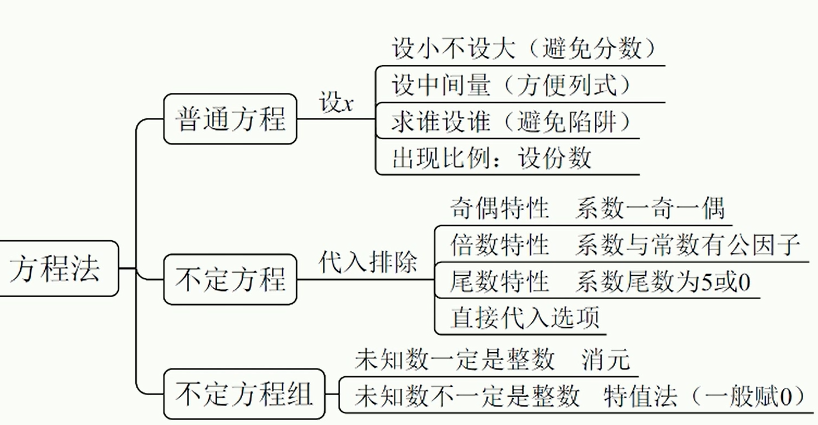 方程法
普通方程
设x
设小不设大（避免分数）
设中间量（方便列式）
求谁设谁（避免陷阱）
出现比例：设份数
不定方程
代入排除
奇偶特性 系数一奇一偶
倍数特性 系数与常数有公因子
尾数特性 系数尾数为5或0
直接代入选项
不定方程组
未知数一定是整数 消元
未知数不一定是整数 特值法（一般赋0）